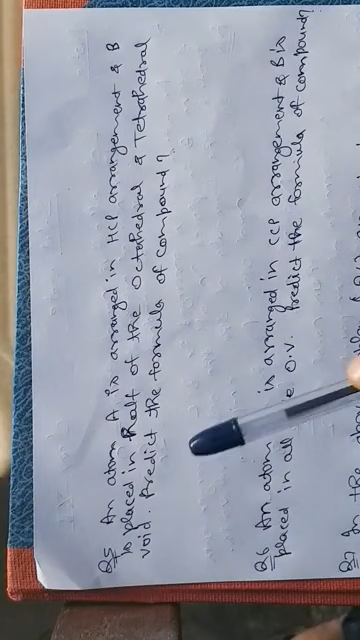 Q5 An atom A is arranged in HCP arrangement & B
is placed in half of the Octahedral & Tetrahedral
void. Predict the formula of compound?
Q6 An atom is arranged in CCP arrangement & B is
placed in all O.V. Predict the formula of compound?
Q7 In the